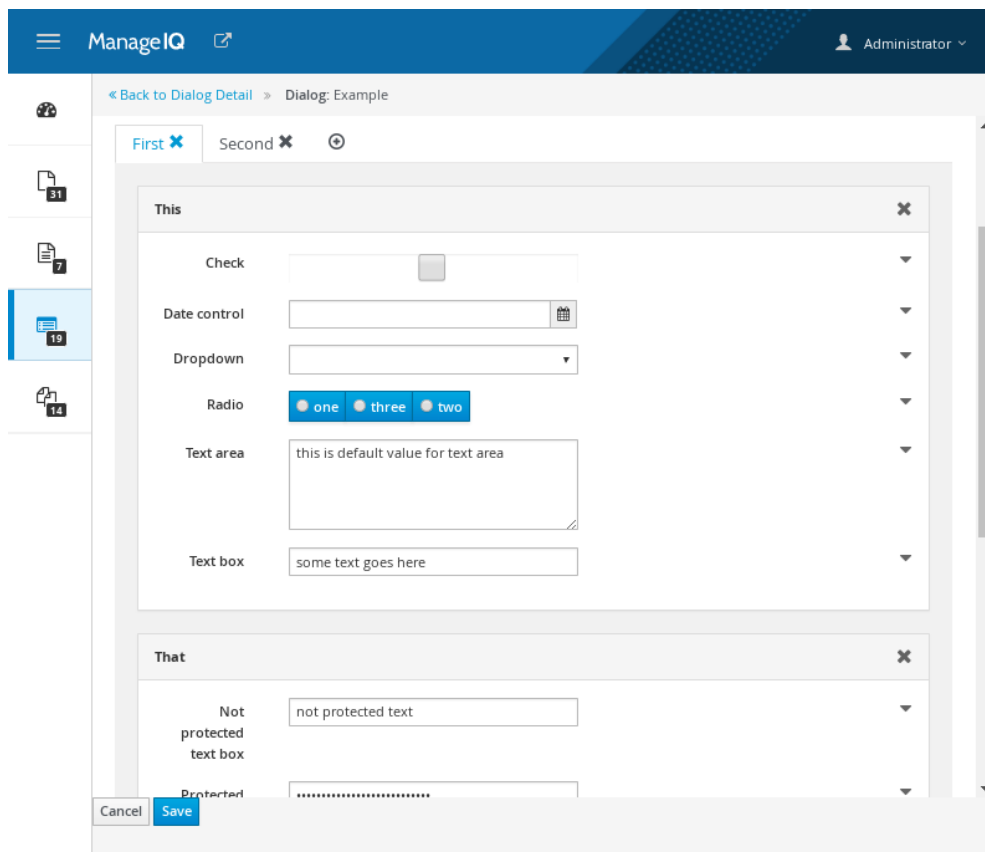 ManageIQ
Administrator
« Back to Dialog Detail » Dialog: Example
First Second
31
7
19
14
This
Check
Date control
Dropdown
Radio one three two
Text area this is default value for text area
Text box some text goes here
That
Not protected text box not protected text
Protected
Cancel Save